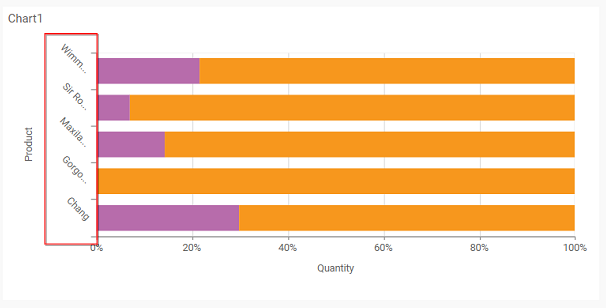 Chart1
Product
Wimm...
Sir Ro...
Maxila...
Gorgo...
Chang
0% 20% 40% 60% 80% 100%
Quantity